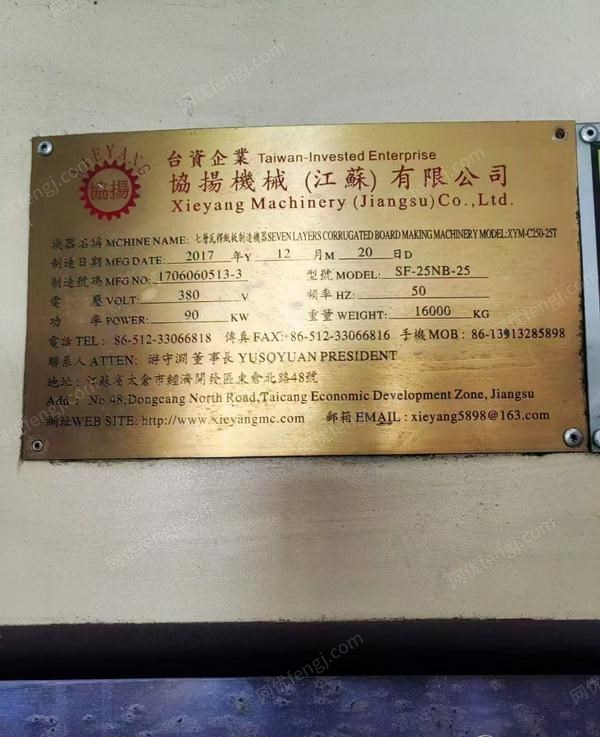 XIEYANG
協揚
台資企業 Taiwan-Invested Enterprise
協揚機械 (江蘇) 有限公司
Xieyang Machinery (Jiangsu) Co., Ltd.
機器名稱 MCHINE NAME: 七層瓦楞紙板制造機器SEVEN LAYERS CORRUGATED BOARD MAKING MACHINERY MODEL:XYM-C250-25T
制造日期 MFG DATE: 2017 年Y 12 月M 20 日D
制造號碼 MFG NO: 1706060513-3 型號 MODEL: SF-25NB-25
電 壓 VOLT: 380 V 頻率 HZ: 50
功 率 POWER: 90 KW 重量 WEIGHT: 16000 KG
電話 TEL: 86-512-33066818 傳真 FAX: 86-512-33066816 手機 MOB: 86-13913285898
聯系人 ATTEN: 游守潤 董事長 YUSOYUAN PRESIDENT
地址: 江蘇省太倉市經濟開發區東倉北路48號
Add : No.48,Dongcang North Road,Taicang Economic Development Zone, Jiangsu
網址WEB SITE: http://www.xieyangmc.com 郵箱 EMAIL: xieyang5898@163.com